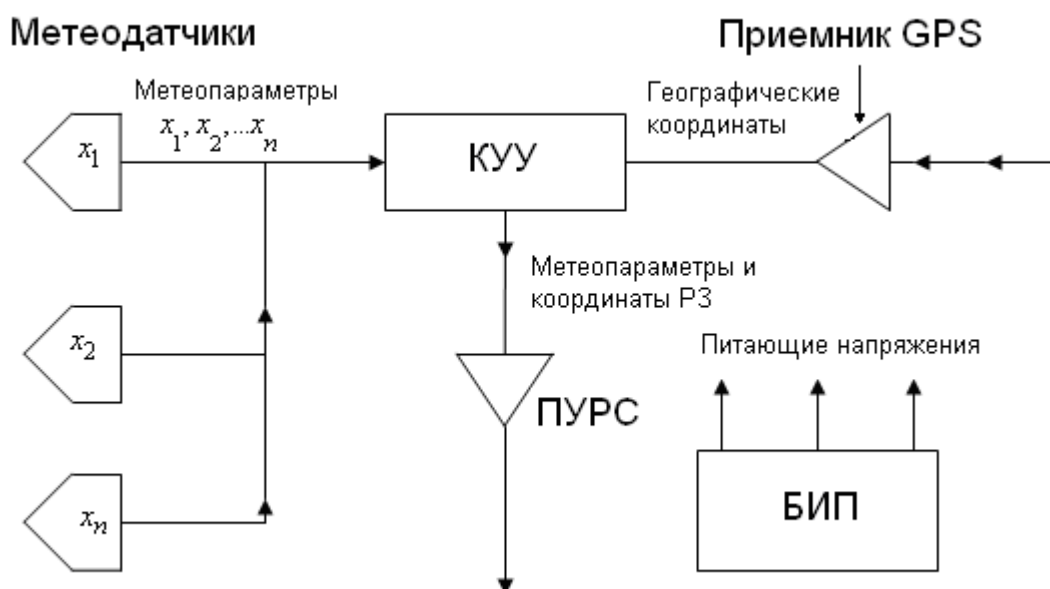 Метеодатчики
Приемник GPS
Метеопараметры
x1, x2, ...xn
Географические
координаты
x1
КУУ
Метеопараметры и
координаты РЗ
x2
Питающие напряжения
ПУРС
xn
БИП